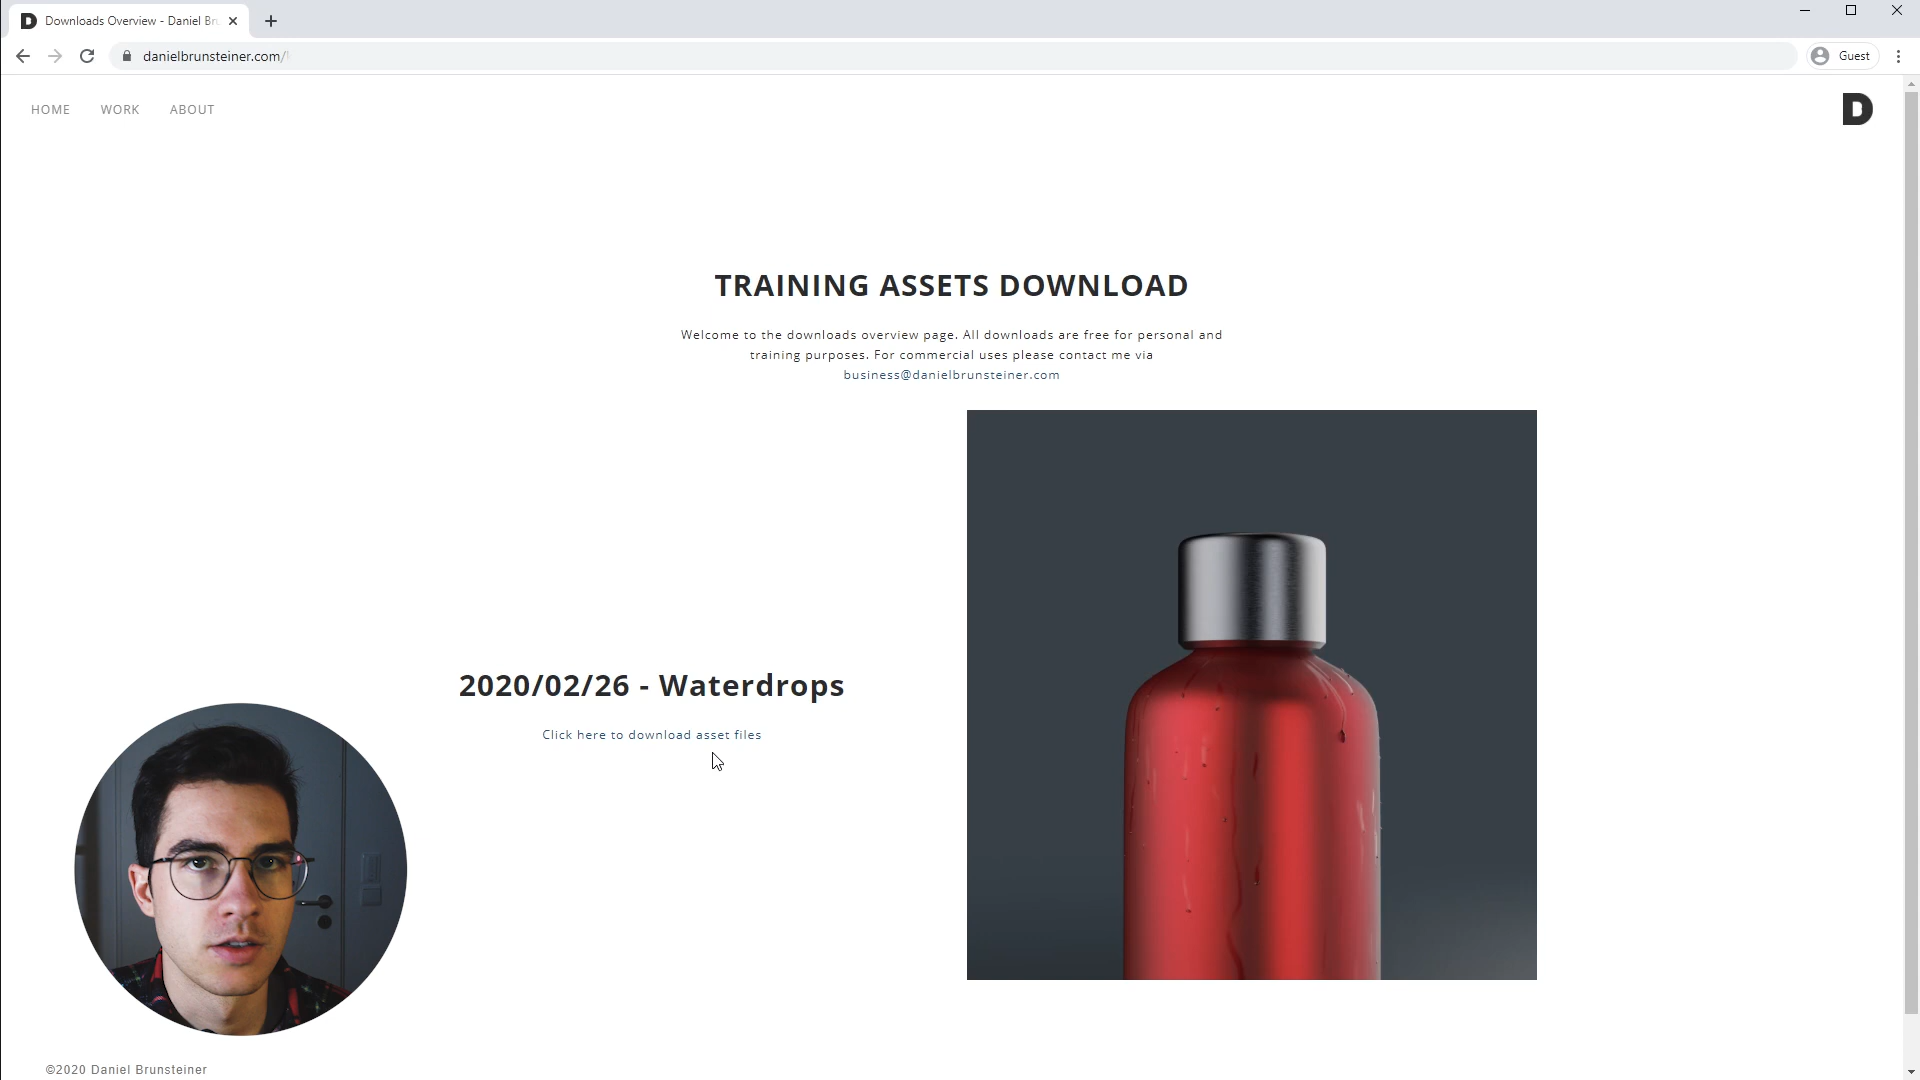 Downloads Overview - Daniel Br
danielbrunsteiner.com/
Guest
HOME WORK ABOUT
D
TRAINING ASSETS DOWNLOAD
Welcome to the downloads overview page. All downloads are free for personal and
training purposes. For commercial uses please contact me via
business@danielbrunsteiner.com
2020/02/26 - Waterdrops
Click here to download asset files
©2020 Daniel Brunsteiner